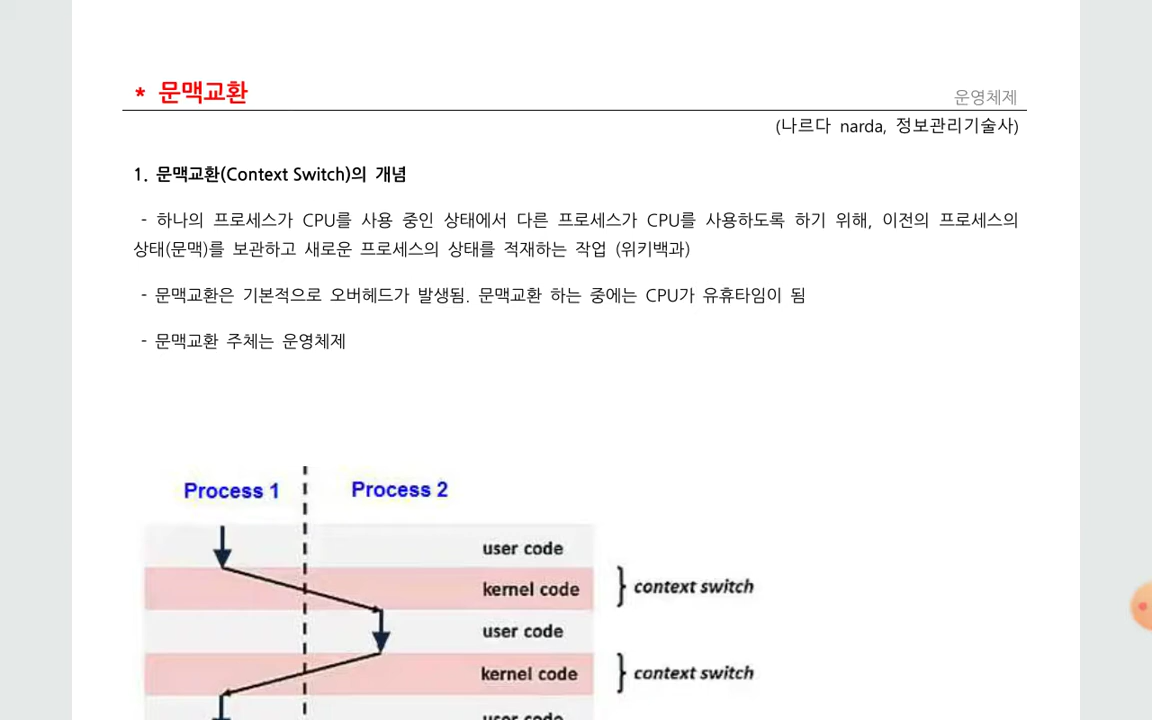 * 문맥교환
운영체제
(나르다 narda, 정보관리기술사)
1. 문맥교환(Context Switch)의 개념
- 하나의 프로세스가 CPU를 사용 중인 상태에서 다른 프로세스가 CPU를 사용하도록 하기 위해, 이전의 프로세스의
상태(문맥)를 보관하고 새로운 프로세스의 상태를 적재하는 작업 (위키백과)
- 문맥교환은 기본적으로 오버헤드가 발생됨. 문맥교환 하는 중에는 CPU가 유휴타임이 됨
- 문맥교환 주체는 운영체제
Process 1
Process 2
user code
kernel code
context switch
user code
kernel code
context switch
user code